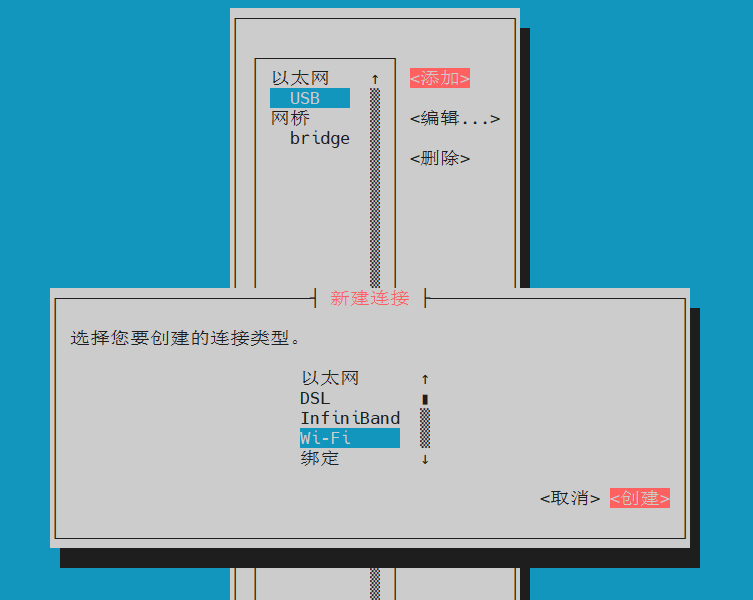 以太网 ↑ <添加>
USB
网桥 <编辑...>
bridge
<删除>
新建连接
选择您要创建的连接类型。
以太网 ↑
DSL
InfiniBand
Wi-Fi
绑定 ↓
<取消> <创建>